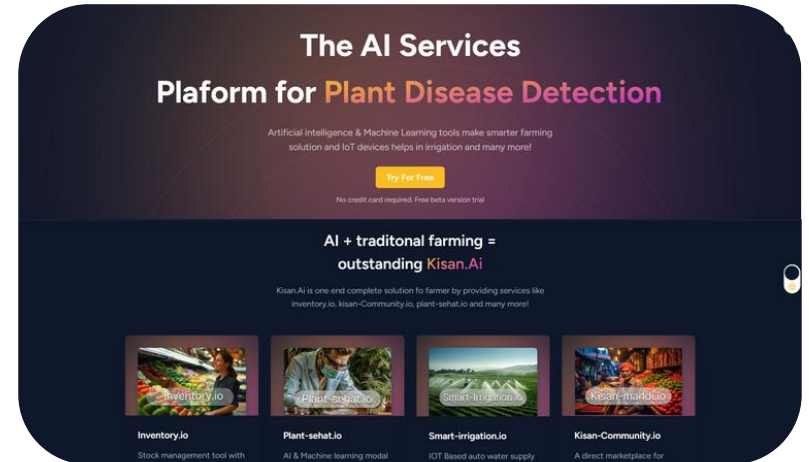 The AI Services
Plaform for Plant Disease Detection
Artificial intelligence & Machine Learning tools make smarter farming
solution and IoT devices helps in irrigation and many more!
Try For Free
No credit card required. Free beta version trial
AI + traditonal farming =
outstanding Kisan.Ai
Kisan.Ai is one end complete solution fo farmer by providing services like
inventory.io, kisan-Community.io, plant-sehat.io and many more!
Inventory.io
Plant-sehat.io
Smart-Irrigation.io
Kisan-mandi.io
Inventory.io
Plant-sehat.io
Smart-irrigation.io
Kisan-Community.io
Stock management tool with
AI & Machine learning modal
IOT Based auto water supply
A direct marketplace for